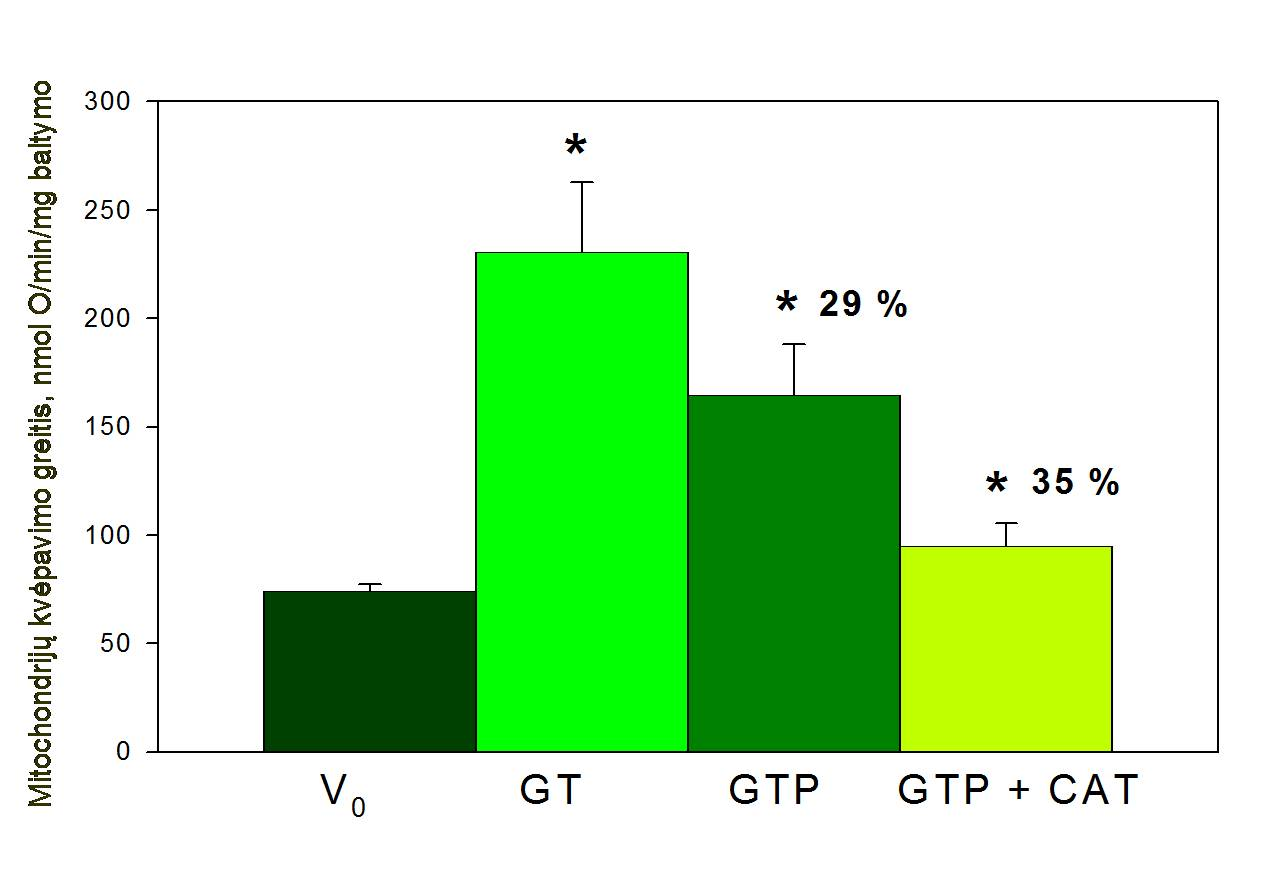 Mitochondrijų kvėpavimo greitis, nmol O/min/mg baltymo
300
250
200
150
100
50
0
*
* 29 %
* 35 %
V0
GT
GTP
GTP + CAT